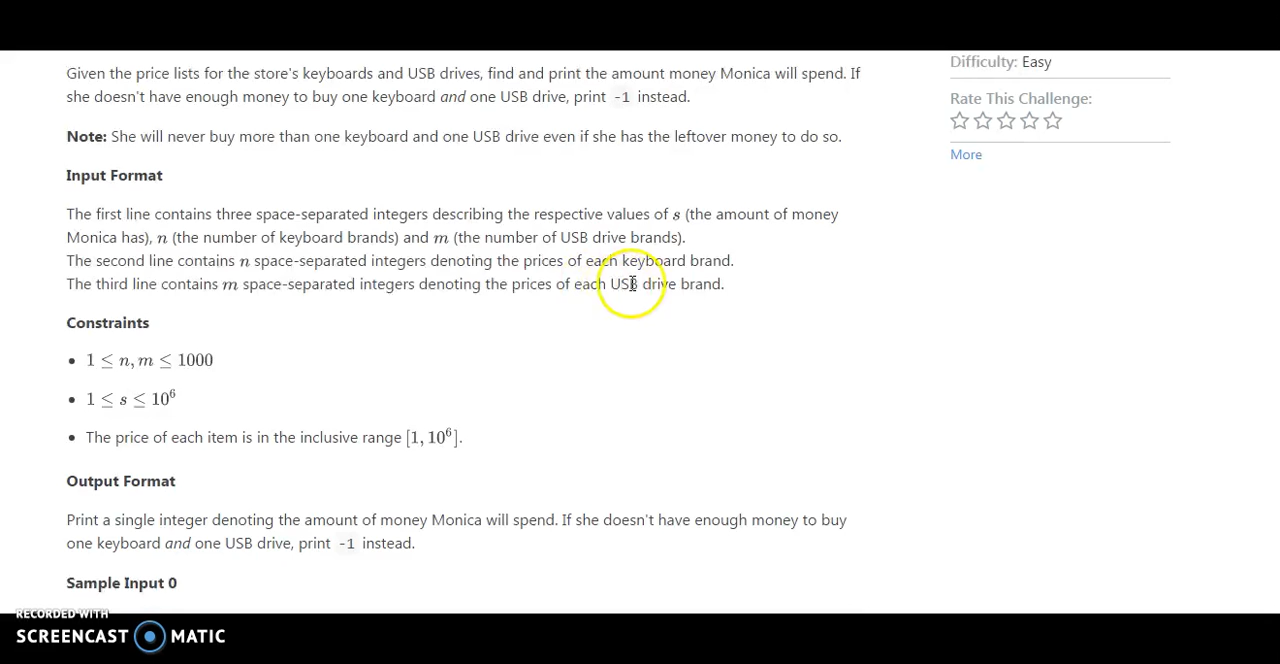 Given the price lists for the store's keyboards and USB drives, find and print the amount money Monica will spend. If
she doesn't have enough money to buy one keyboard and one USB drive, print -1 instead.
Note: She will never buy more than one keyboard and one USB drive even if she has the leftover money to do so.
Input Format
The first line contains three space-separated integers describing the respective values of s (the amount of money
Monica has), n (the number of keyboard brands) and m (the number of USB drive brands).
The second line contains n space-separated integers denoting the prices of each keyboard brand.
The third line contains m space-separated integers denoting the prices of each USB drive brand.
Constraints
• 1 ≤ n, m ≤ 1000
• 1 ≤ s ≤ 10⁶
• The price of each item is in the inclusive range [1, 10⁶].
Output Format
Print a single integer denoting the amount of money Monica will spend. If she doesn't have enough money to buy
one keyboard and one USB drive, print -1 instead.
Sample Input 0
Difficulty: Easy
Rate This Challenge:
More
RECORDED WITH
SCREENCAST MATIC